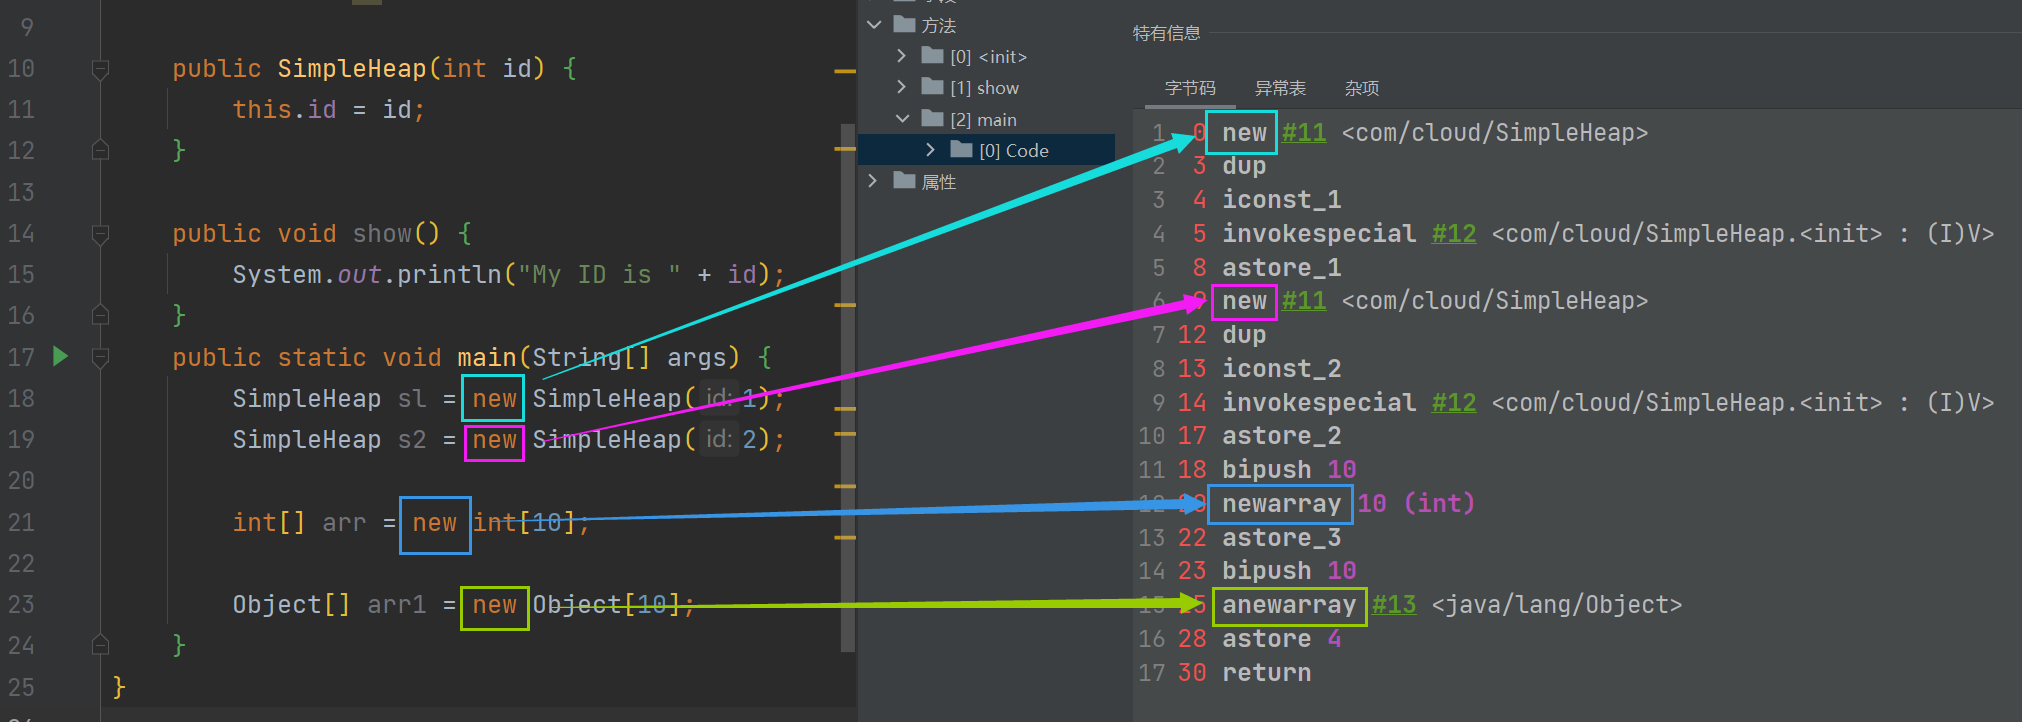 9
10 public SimpleHeap(int id) {
11 this.id = id;
12 }
13
14 public void show() {
15 System.out.println("My ID is " + id);
16 }
17 public static void main(String[] args) {
18 SimpleHeap sl = new SimpleHeap( id: 1);
19 SimpleHeap s2 = new SimpleHeap( id: 2);
20
21 int[] arr = new int[10];
22
23 Object[] arr1 = new Object[10];
24 }
25 }
方法
[0] <init>
[1] show
[2] main
[0] Code
属性
特有信息
字节码 异常表 杂项
1 0 new #11 <com/cloud/SimpleHeap>
2 3 dup
3 4 iconst_1
4 5 invokespecial #12 <com/cloud/SimpleHeap.<init> : (I)V>
5 8 astore_1
6 9 new #11 <com/cloud/SimpleHeap>
7 12 dup
8 13 iconst_2
9 14 invokespecial #12 <com/cloud/SimpleHeap.<init> : (I)V>
10 17 astore_2
11 18 bipush 10
12 20 newarray 10 (int)
13 22 astore_3
14 23 bipush 10
15 25 anewarray #13 <java/lang/Object>
16 28 astore 4
17 30 return